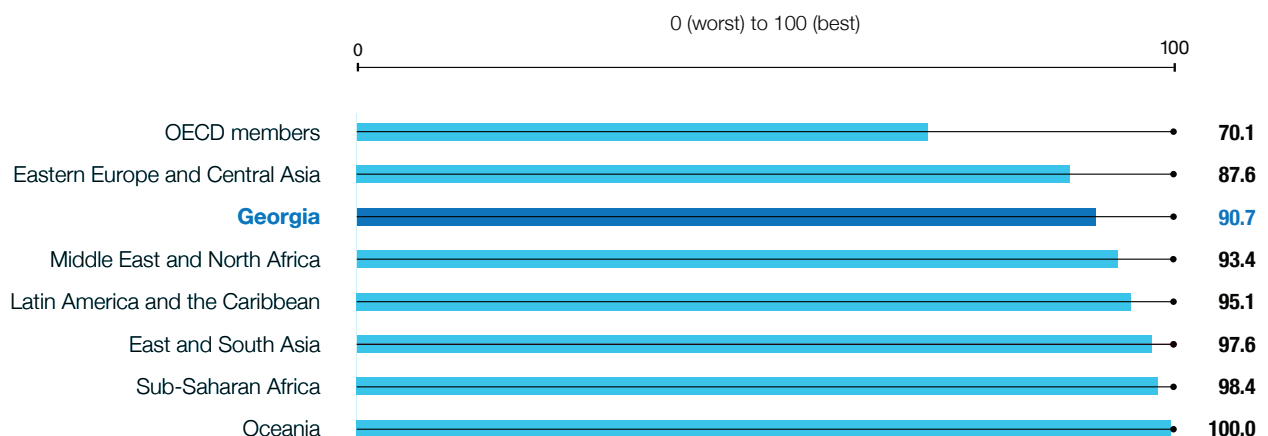 0 (worst) to 100 (best)
0 100
OECD members 70.1
Eastern Europe and Central Asia 87.6
Georgia 90.7
Middle East and North Africa 93.4
Latin America and the Caribbean 95.1
East and South Asia 97.6
Sub-Saharan Africa 98.4
Oceania 100.0